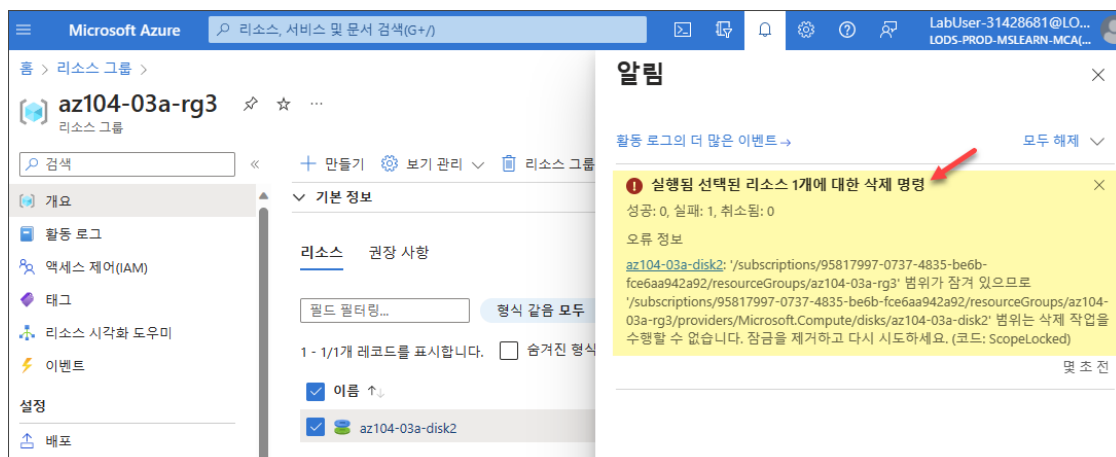 Microsoft Azure
리소스, 서비스 및 문서 검색(G+/)
LabUser-31428681@LO...
LODS-PROD-MSLEARN-MCA(...
홈 > 리소스 그룹 >
az104-03a-rg3
리소스 그룹
검색
개요
활동 로그
액세스 제어(IAM)
태그
리소스 시각화 도우미
이벤트
설정
배포
만들기
보기 관리
리소스 그룹
기본 정보
리소스
권장 사항
필드 필터링...
형식 같음 모두
1 - 1/1개 레코드를 표시합니다.
숨겨진 형식
이름 ↑↓
az104-03a-disk2
알림
활동 로그의 더 많은 이벤트→
모두 해제
실행됨 선택된 리소스 1개에 대한 삭제 명령
성공: 0, 실패: 1, 취소됨: 0
오류 정보
az104-03a-disk2: '/subscriptions/95817997-0737-4835-be6b-
fce6aa942a92/resourceGroups/az104-03a-rg3' 범위가 잠겨 있으므로
'/subscriptions/95817997-0737-4835-be6b-fce6aa942a92/resourceGroups/az104-
03a-rg3/providers/Microsoft.Compute/disks/az104-03a-disk2' 범위는 삭제 작업을
수행할 수 없습니다. 잠금을 제거하고 다시 시도하세요. (코드: ScopeLocked)
몇 초 전